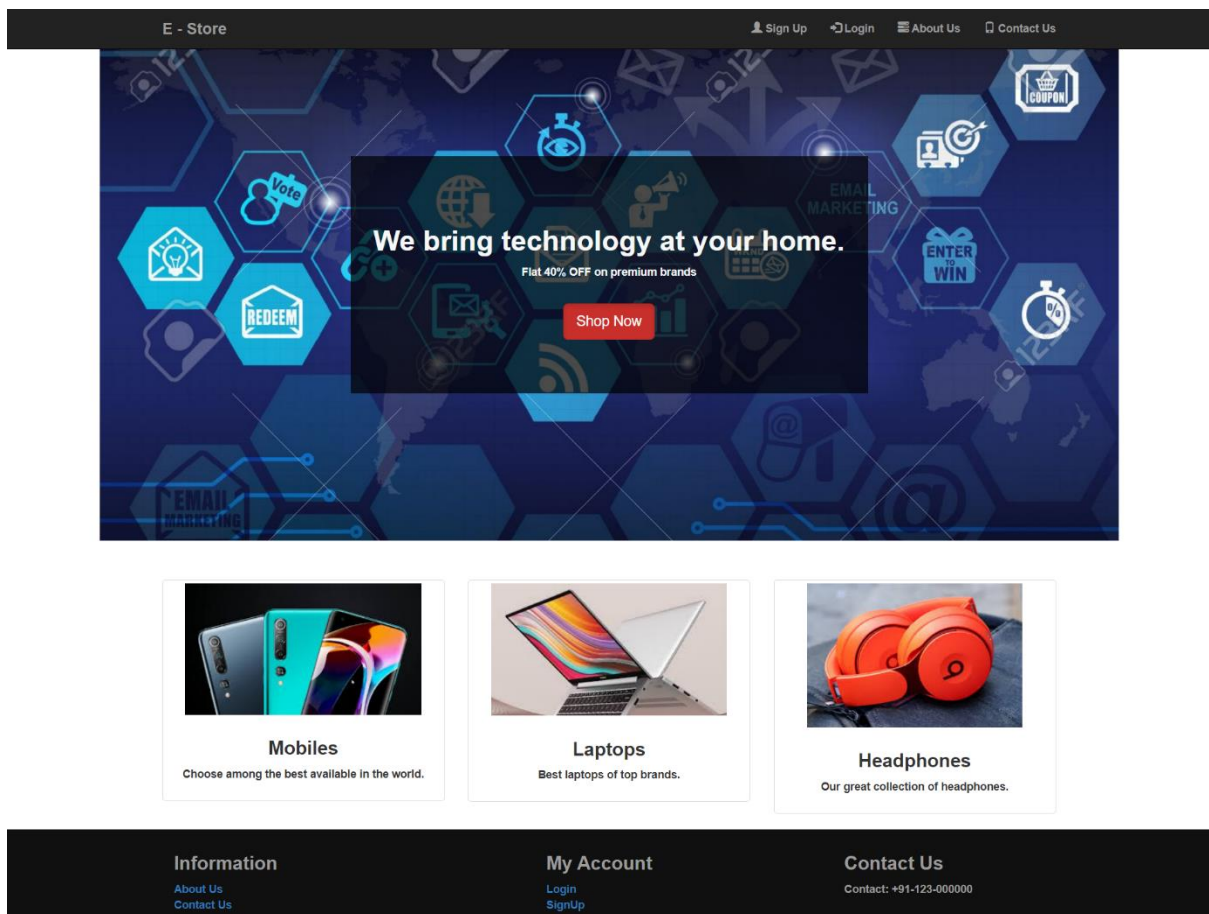 E - Store
Sign Up Login About Us Contact Us
COUPON
Vote
EMAIL
MARKETING
ENTER
TO
WIN
REDEEM
We bring technology at your home.
Flat 40% OFF on premium brands
Shop Now
EMAIL
MARKETING
Mobiles
Choose among the best available in the world.
Laptops
Best laptops of top brands.
Headphones
Our great collection of headphones.
Information
About Us
Contact Us
My Account
Login
SignUp
Contact Us
Contact: +91-123-000000